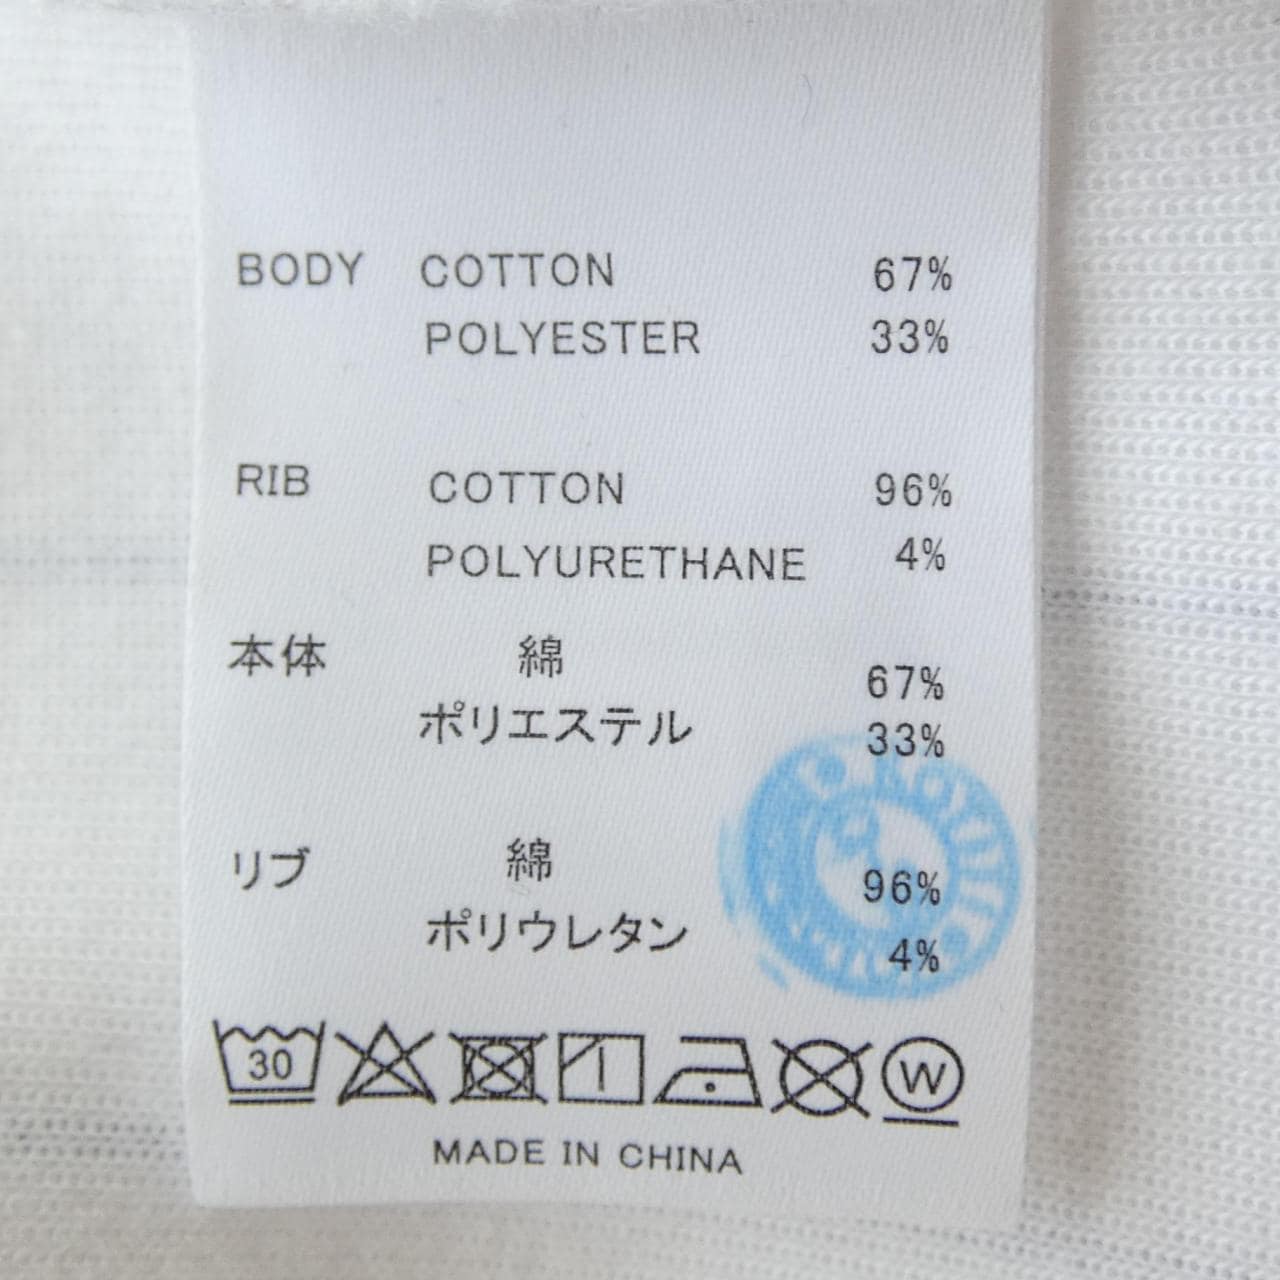 BODY COTTON 67%
POLYESTER 33%
RIB COTTON 96%
POLYURETHANE 4%
本体 綿 67%
ポリエステル 33%
リブ 綿 96%
ポリウレタン 4%
30 W
MADE IN CHINA